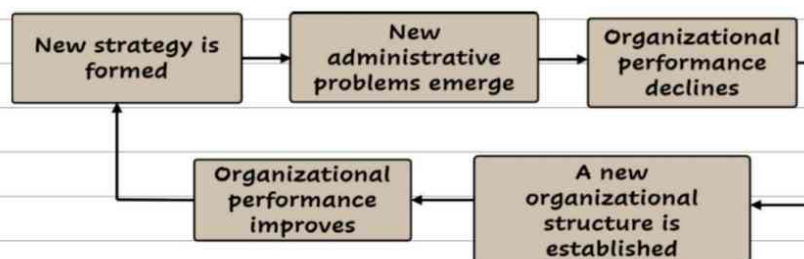 New strategy is
formed
New
administrative
problems emerge
Organizational
performance
declines
Organizational
performance
improves
A new
organizational
structure is
established